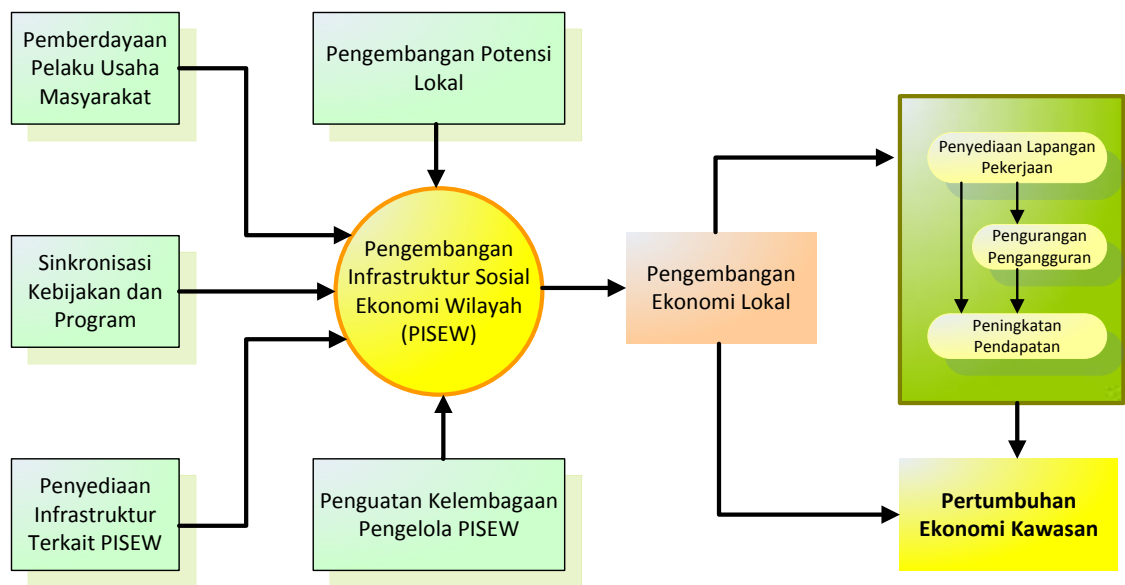 Pemberdayaan
Pelaku Usaha
Masyarakat
Pengembangan Potensi
Lokal
Sinkronisasi
Kebijakan dan
Program
Penyediaan
Infrastruktur
Terkait PISEW
Pengembangan
Infrastruktur Sosial
Ekonomi Wilayah
(PISEW)
Penguatan Kelembagaan
Pengelola PISEW
Pengembangan
Ekonomi Lokal
Penyediaan Lapangan
Pekerjaan
Pengurangan
Pengangguran
Peningkatan
Pendapatan
Pertumbuhan
Ekonomi Kawasan